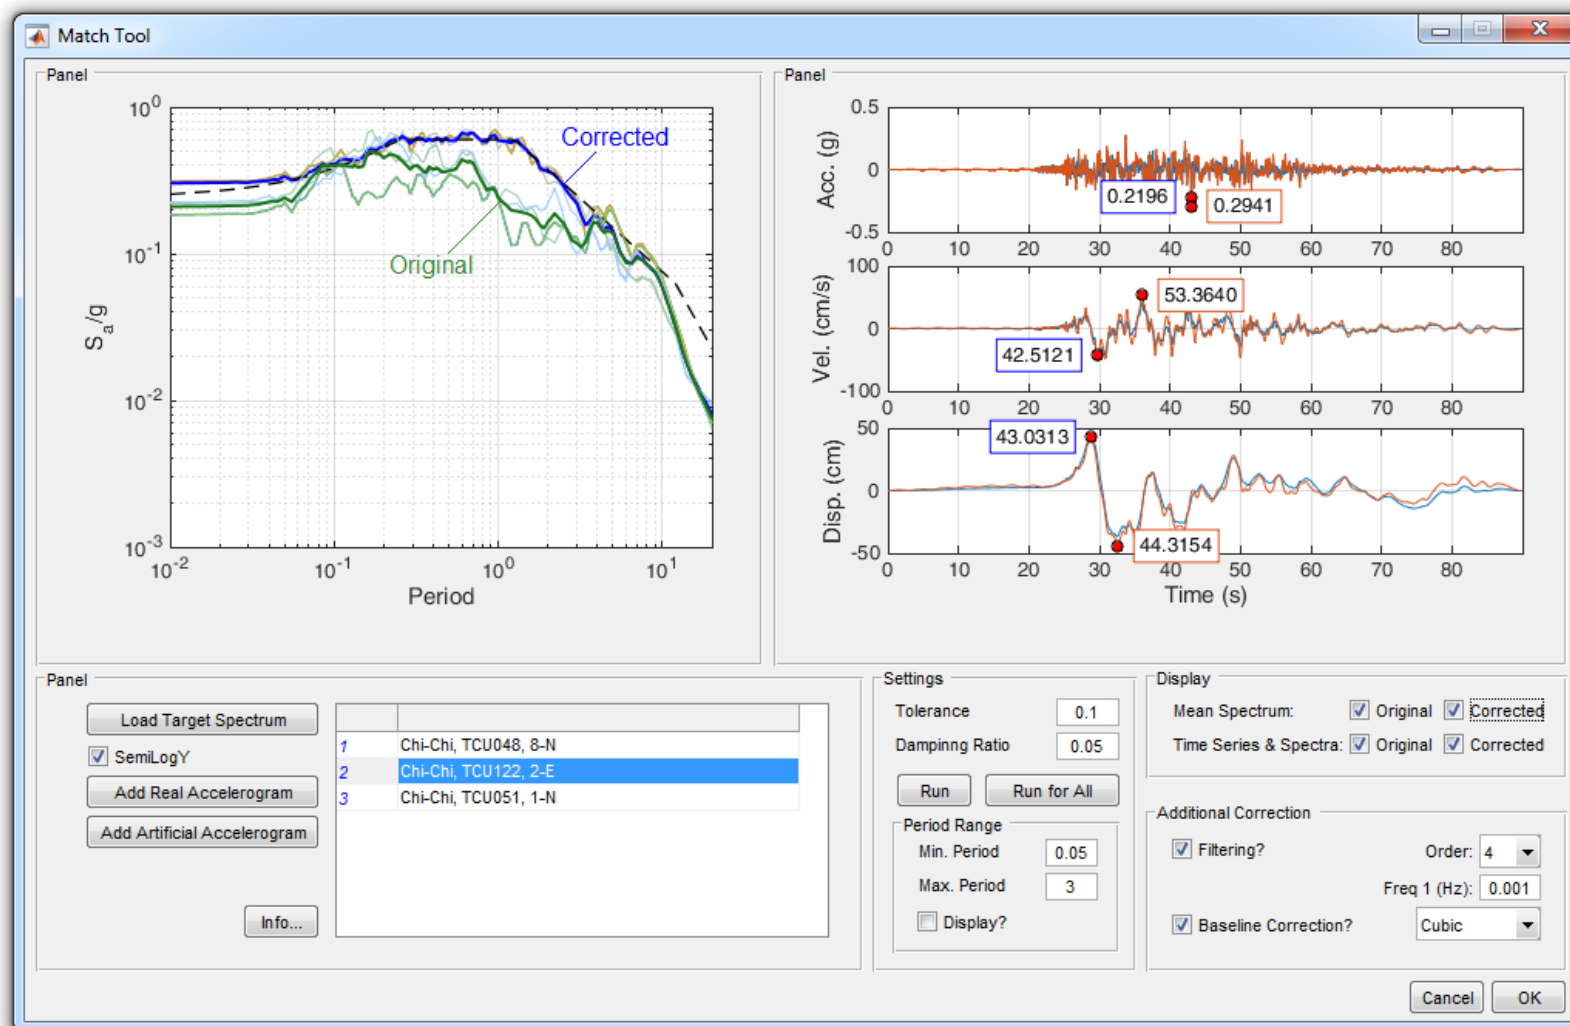 Match Tool
Panel
10^0
10^-1
10^-2
10^-3
S_a/g
Corrected
Original
10^-2 10^-1 10^0 10^1
Period
Panel
0.5
0
-0.5
Acc. (g)
0.2196
0.2941
0 10 20 30 40 50 60 70 80
100
0
-100
Vel. (cm/s)
53.3640
42.5121
0 10 20 30 40 50 60 70 80
50
0
-50
Disp. (cm)
43.0313
44.3154
0 10 20 30 40 50 60 70 80
Time (s)
Panel
Load Target Spectrum
SemiLogY
Add Real Accelerogram
Add Artificial Accelerogram
Info...
1 Chi-Chi, TCU048, 8-N
2 Chi-Chi, TCU122, 2-E
3 Chi-Chi, TCU051, 1-N
Settings
Tolerance 0.1
Dampinng Ratio 0.05
Run Run for All
Period Range
Min. Period 0.05
Max. Period 3
Display?
Display
Mean Spectrum: Original Corrected
Time Series & Spectra: Original Corrected
Additional Correction
Filtering? Order: 4
Freq 1 (Hz): 0.001
Baseline Correction? Cubic
Cancel OK